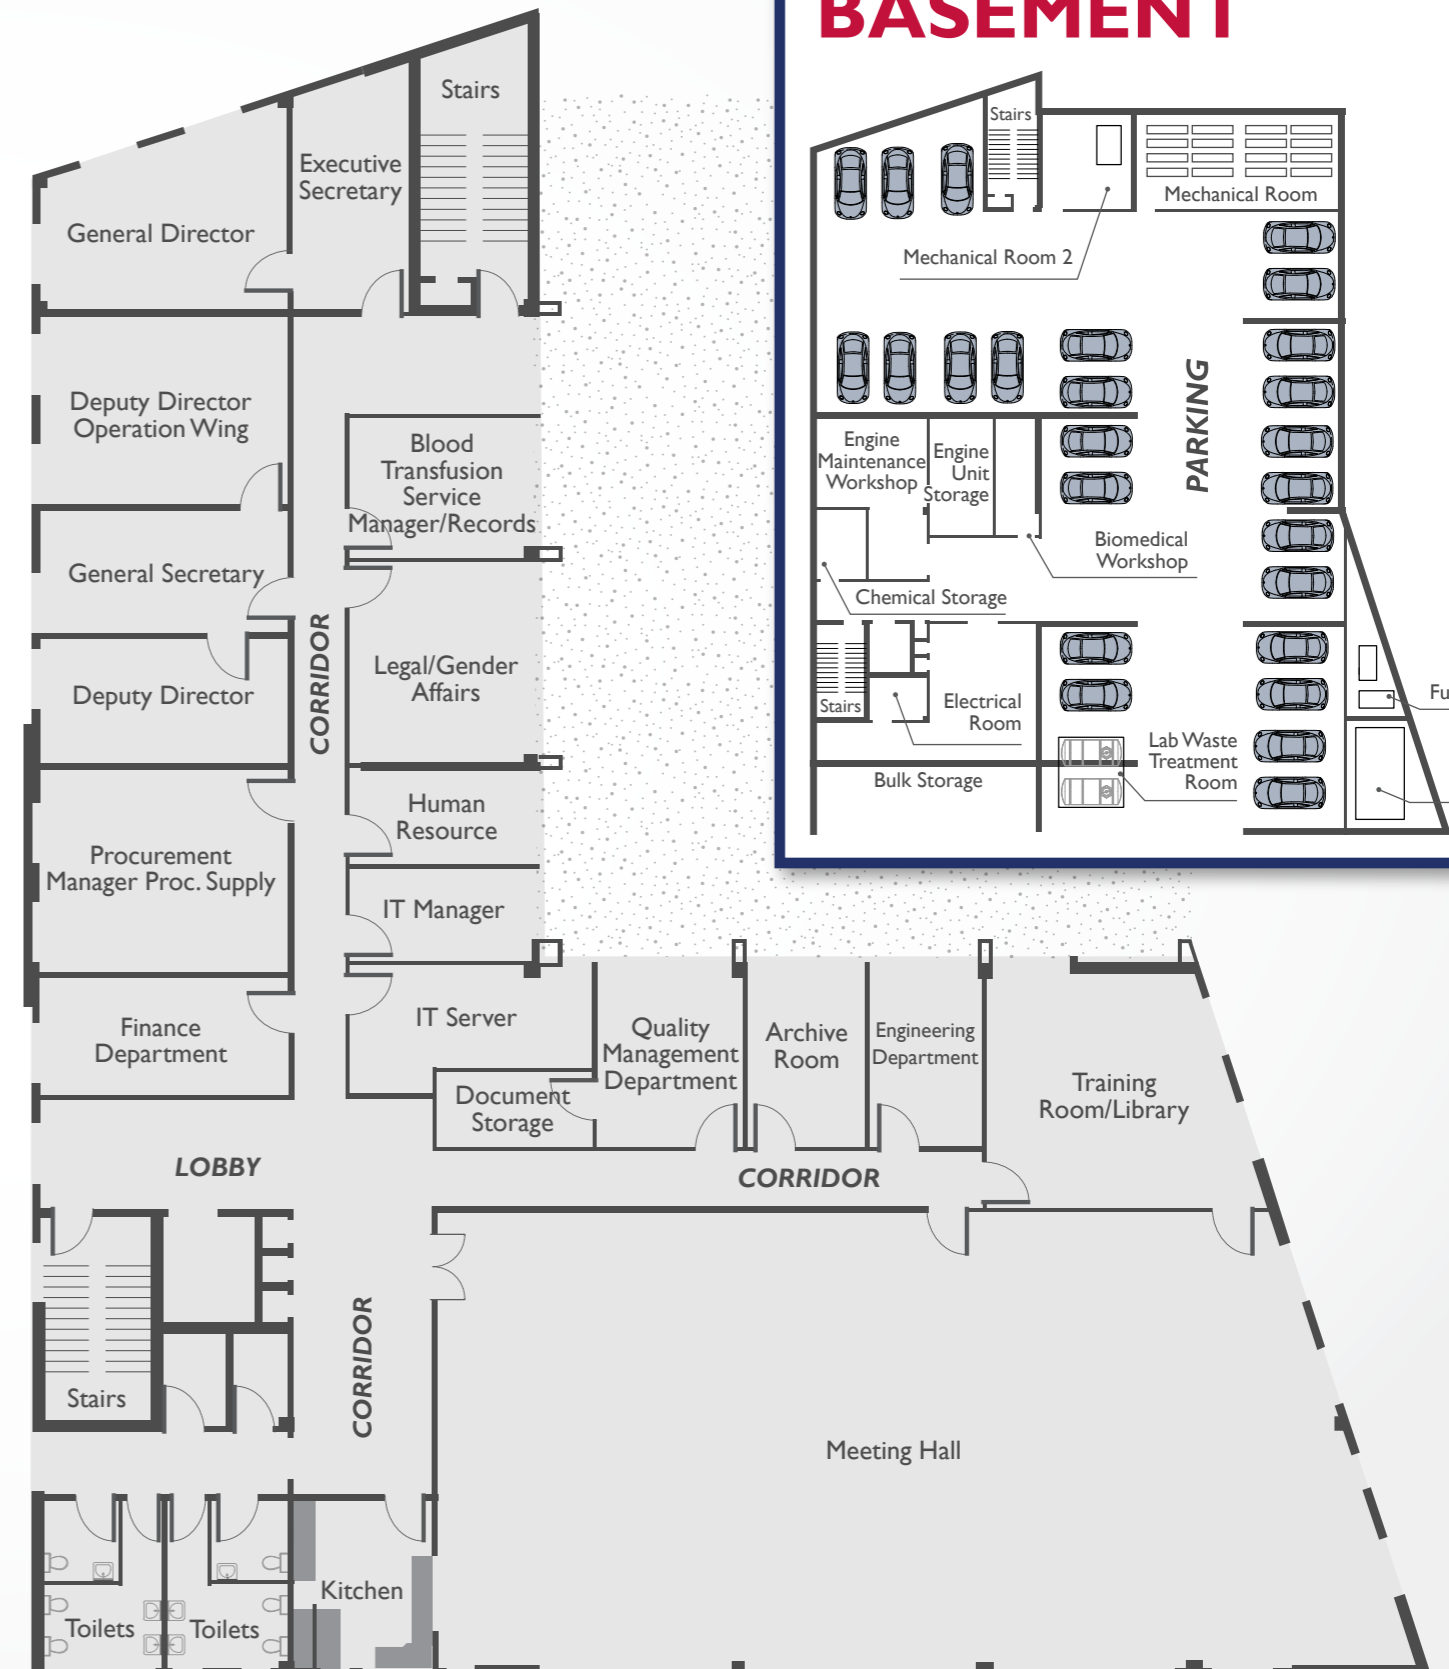 BASEMENT
Stairs
Mechanical Room
Mechanical Room 2
PARKING
Engine
Maintenance
Workshop
Engine
Unit
Storage
Biomedical
Workshop
Chemical Storage
Stairs
Electrical
Room
Lab Waste
Treatment
Room
Bulk Storage
Fu
Stairs
Executive
Secretary
General Director
Deputy Director
Operation Wing
Blood
Transfusion
Service
Manager/Records
General Secretary
CORRIDOR
Legal/Gender
Affairs
Deputy Director
Human
Resource
Procurement
Manager Proc. Supply
IT Manager
Finance
Department
IT Server
Document
Storage
Quality
Management
Department
Archive
Room
Engineering
Department
Training
Room/Library
LOBBY
CORRIDOR
Stairs
CORRIDOR
Meeting Hall
Kitchen
Toilets
Toilets